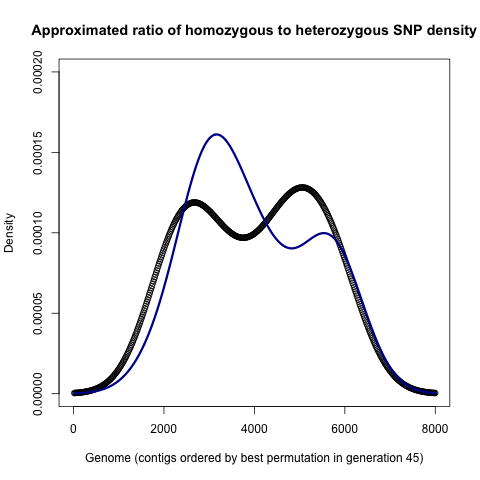 Approximated ratio of homozygous to heterozygous SNP density
0.00020
0.00015
0.00010
0.00005
0.00000
Density
0 2000 4000 6000 8000
Genome (contigs ordered by best permutation in generation 45)